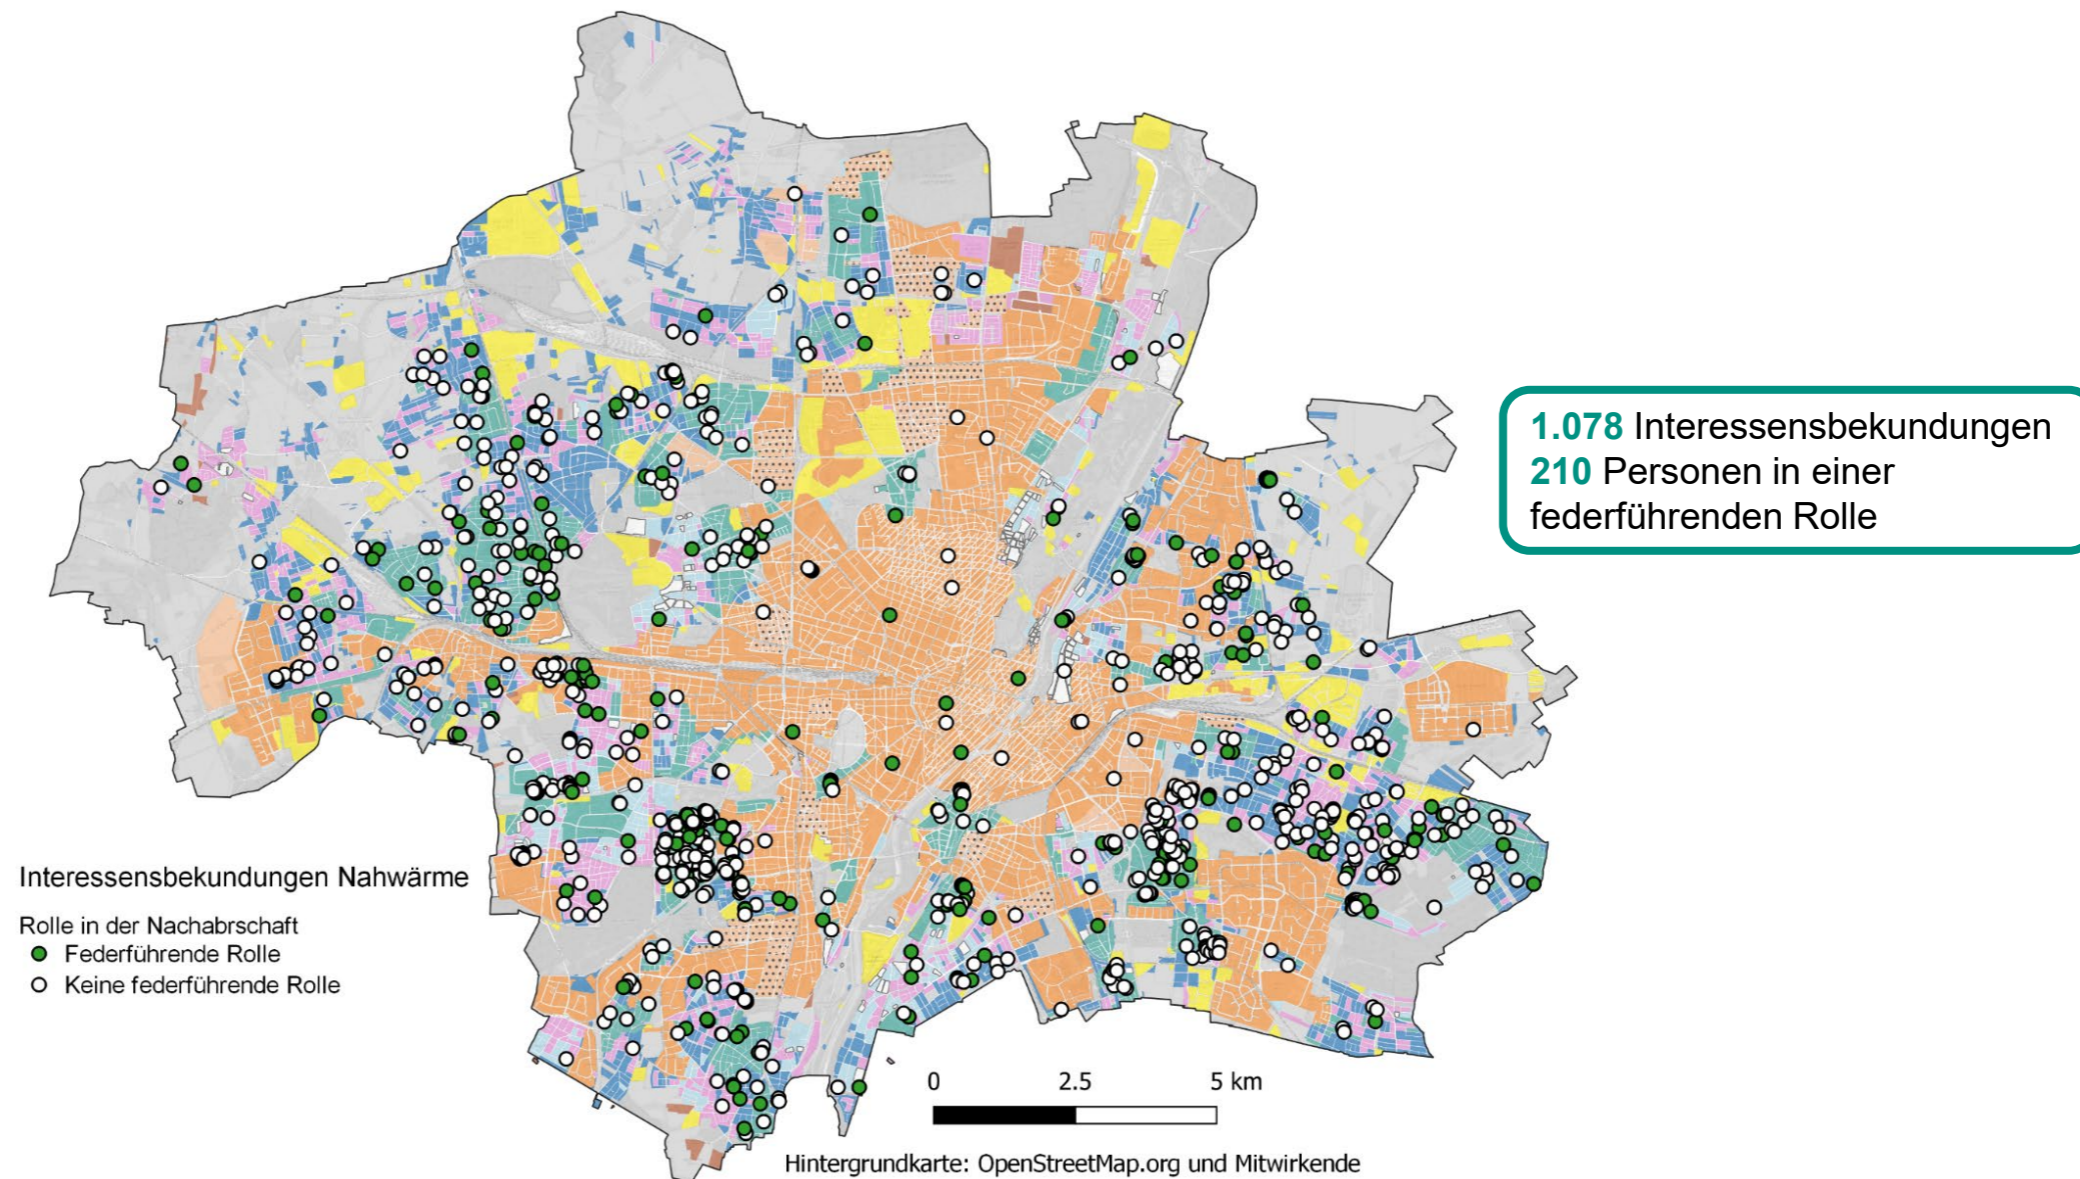 1.078 Interessensbekundungen
210 Personen in einer
federführenden Rolle
Interessensbekundungen Nahwärme
Rolle in der Nachabrschaft
Federführende Rolle
Keine federführende Rolle
0 2.5 5 km
Hintergrundkarte: OpenStreetMap.org und Mitwirkende